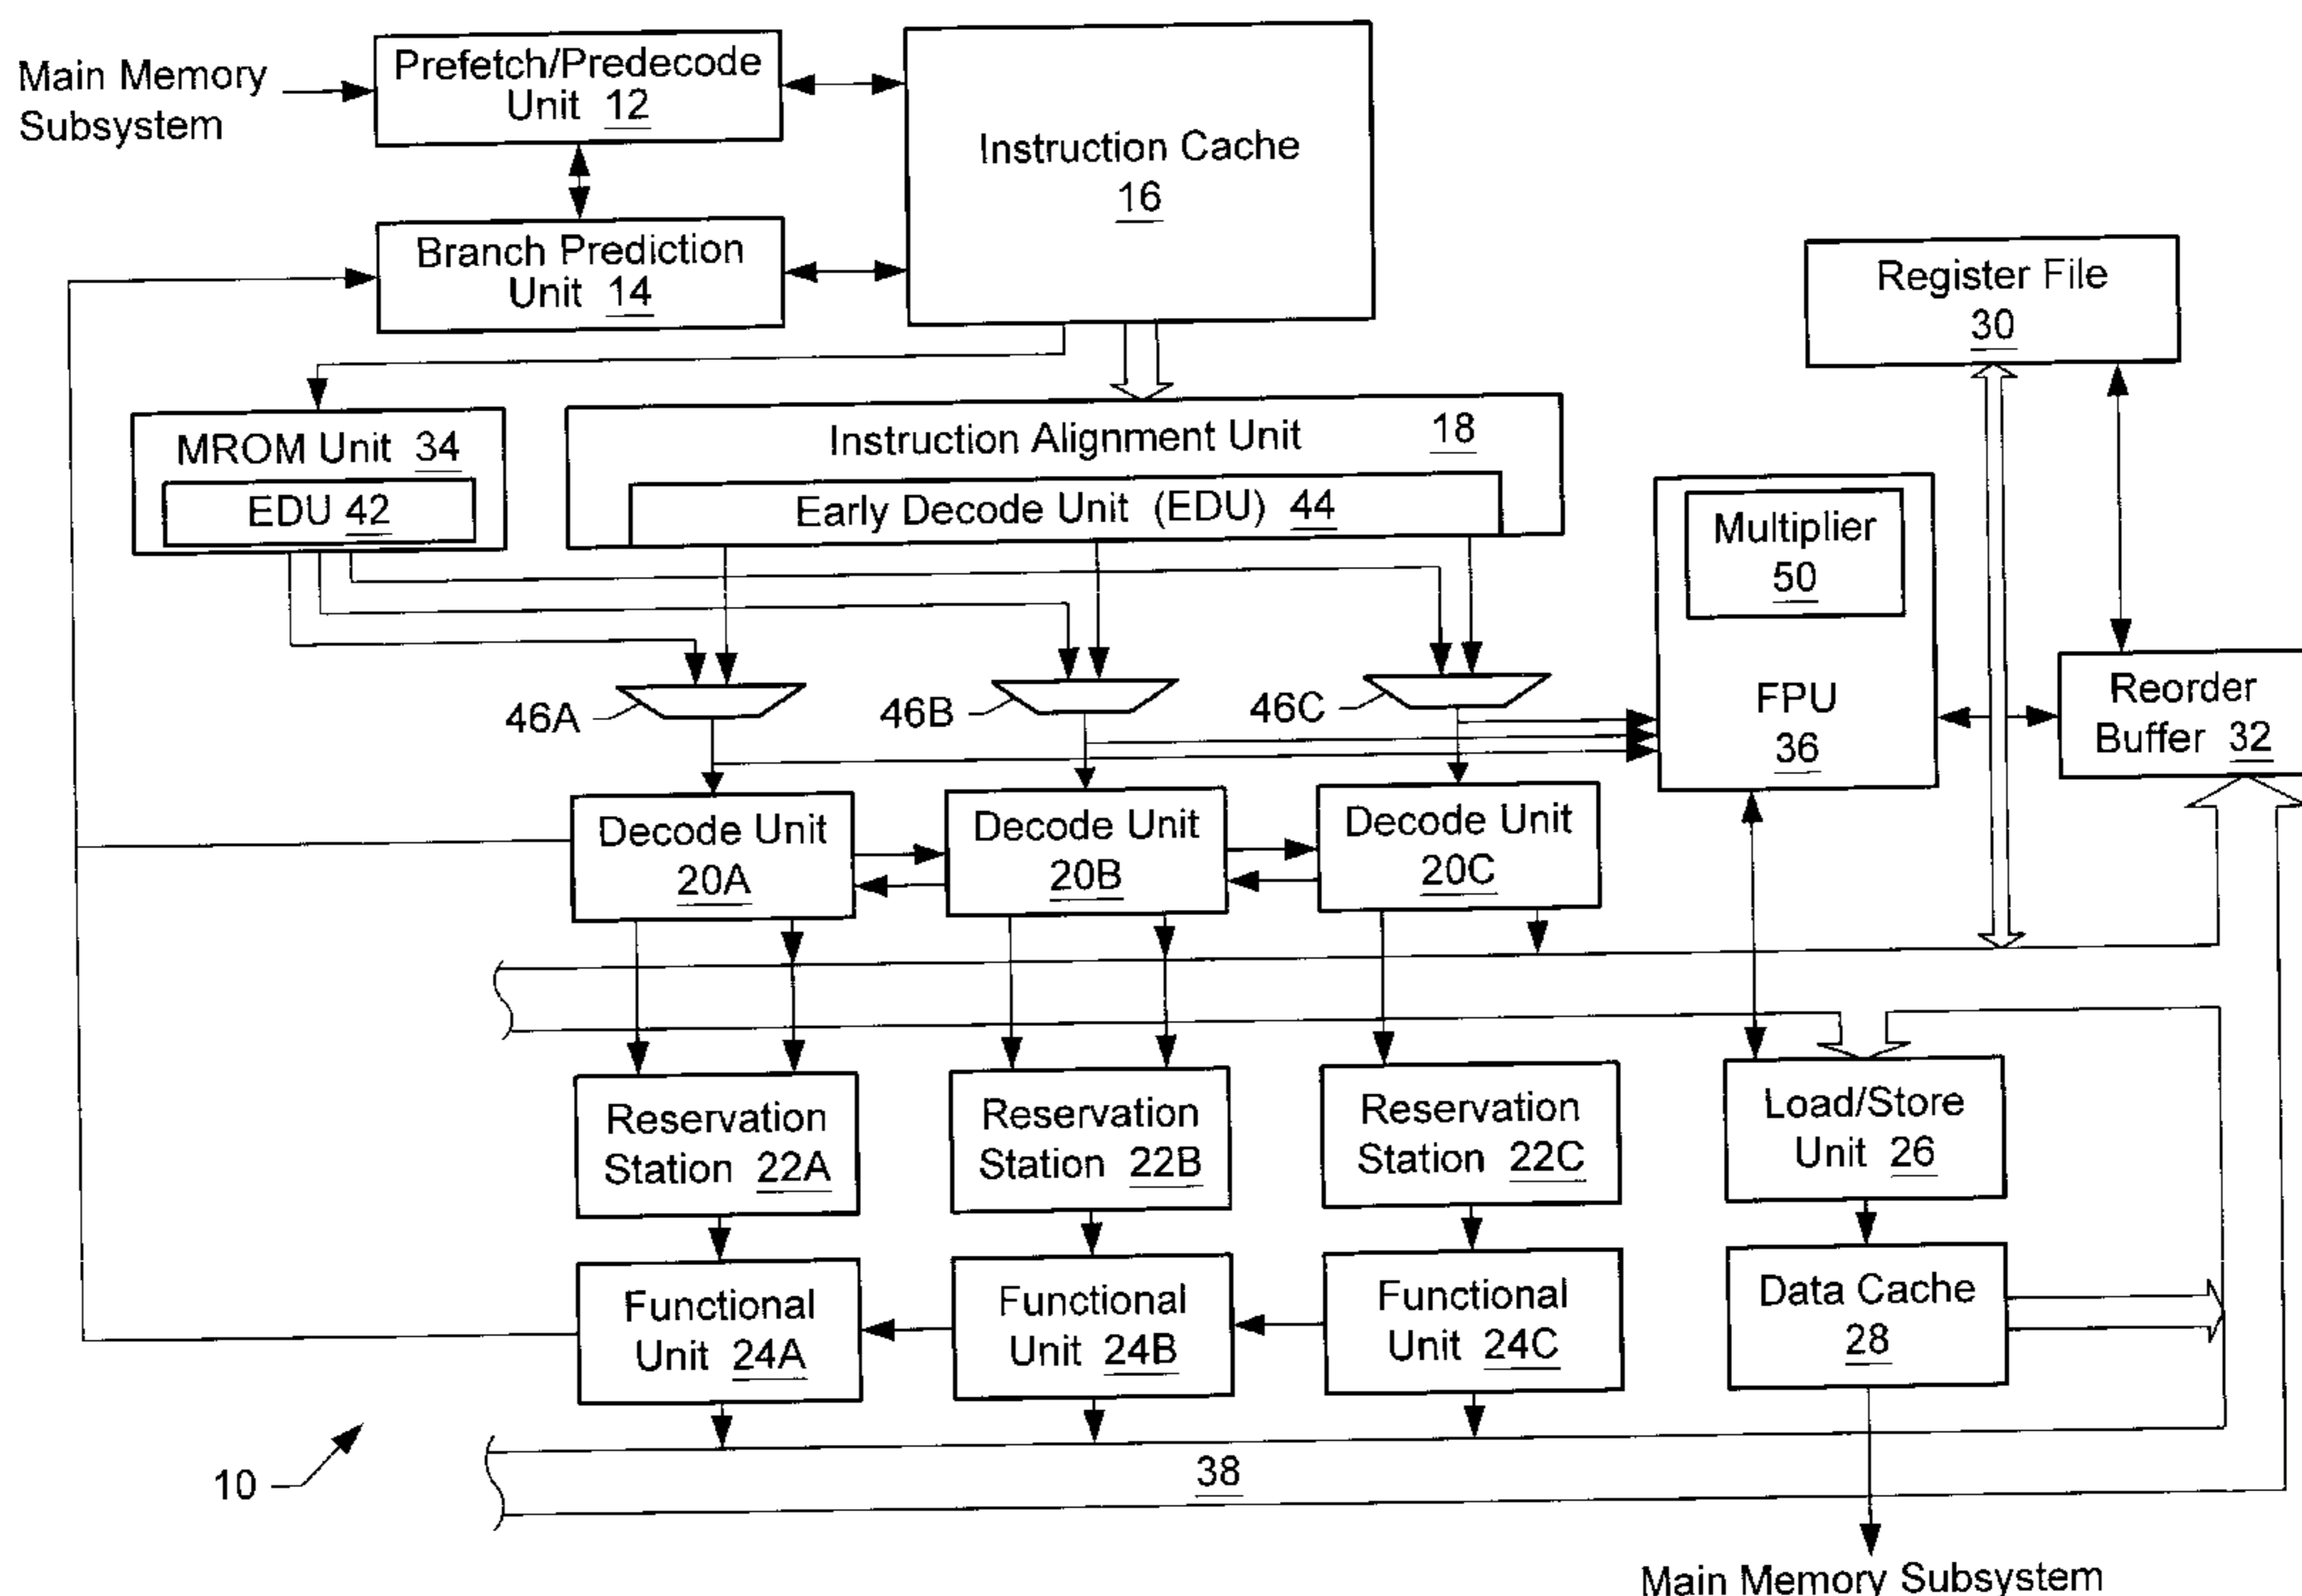 Main Memory
Subsystem
Prefetch/Predecode
Unit 12
Instruction Cache
16
Branch Prediction
Unit 14
Register File
30
MROM Unit 34
EDU 42
Instruction Alignment Unit 18
Early Decode Unit (EDU) 44
Multiplier
50
FPU
36
Reorder
Buffer 32
46A
46B
46C
Decode Unit
20A
Decode Unit
20B
Decode Unit
20C
Reservation
Station 22A
Reservation
Station 22B
Reservation
Station 22C
Load/Store
Unit 26
Functional
Unit 24A
Functional
Unit 24B
Functional
Unit 24C
Data Cache
28
10
38
Main Memory Subsystem